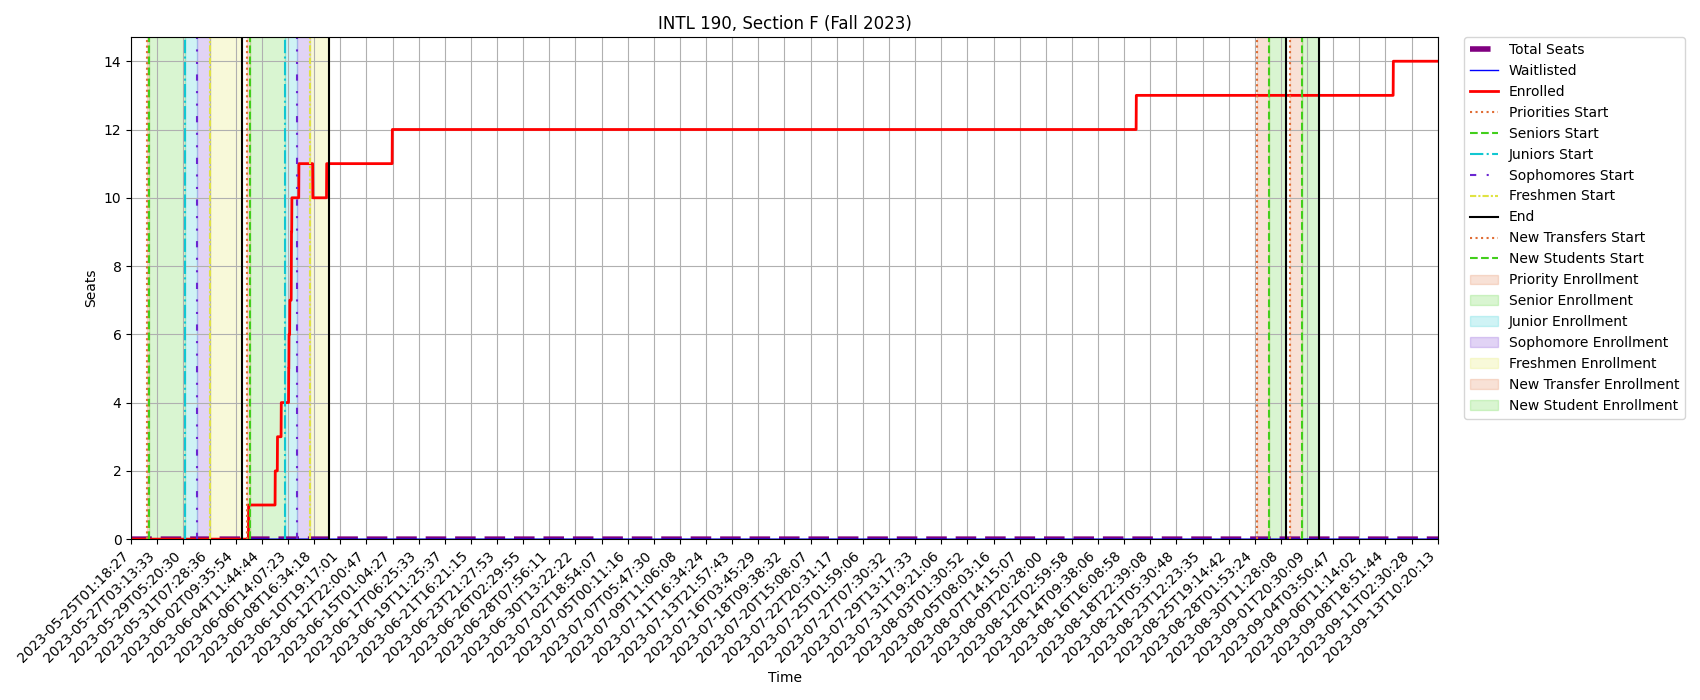 INTL 190, Section F (Fall 2023)
Seats
14
12
10
8
6
4
2
0
2023-05-25T01:18:27
2023-05-27T03:13:33
2023-05-29T05:20:30
2023-05-31T07:28:36
2023-06-02T09:35:54
2023-06-04T11:44:44
2023-06-06T14:07:23
2023-06-08T16:34:18
2023-06-10T19:17:01
2023-06-12T22:00:47
2023-06-15T01:04:27
2023-06-17T06:25:33
2023-06-19T11:25:37
2023-06-21T16:21:15
2023-06-23T21:27:53
2023-06-26T02:29:55
2023-06-28T07:56:11
2023-06-30T13:22:22
2023-07-02T18:54:07
2023-07-05T00:11:16
2023-07-07T05:47:30
2023-07-09T11:06:08
2023-07-11T16:34:24
2023-07-13T21:57:43
2023-07-16T03:45:29
2023-07-18T09:38:32
2023-07-20T15:08:07
2023-07-22T20:31:17
2023-07-25T01:59:06
2023-07-27T07:30:32
2023-07-29T13:17:33
2023-07-31T19:21:06
2023-08-03T01:30:52
2023-08-05T08:03:16
2023-08-07T14:15:07
2023-08-09T20:28:00
2023-08-12T02:59:58
2023-08-14T09:38:06
2023-08-16T16:08:58
2023-08-18T22:39:08
2023-08-21T05:30:48
2023-08-23T12:23:35
2023-08-25T19:14:42
2023-08-28T01:53:24
2023-08-30T11:28:08
2023-09-01T20:30:09
2023-09-04T03:50:47
2023-09-06T11:14:02
2023-09-08T18:51:44
2023-09-11T02:30:28
2023-09-13T10:20:13
Time
Total Seats
Waitlisted
Enrolled
Priorities Start
Seniors Start
Juniors Start
Sophomores Start
Freshmen Start
End
New Transfers Start
New Students Start
Priority Enrollment
Senior Enrollment
Junior Enrollment
Sophomore Enrollment
Freshmen Enrollment
New Transfer Enrollment
New Student Enrollment